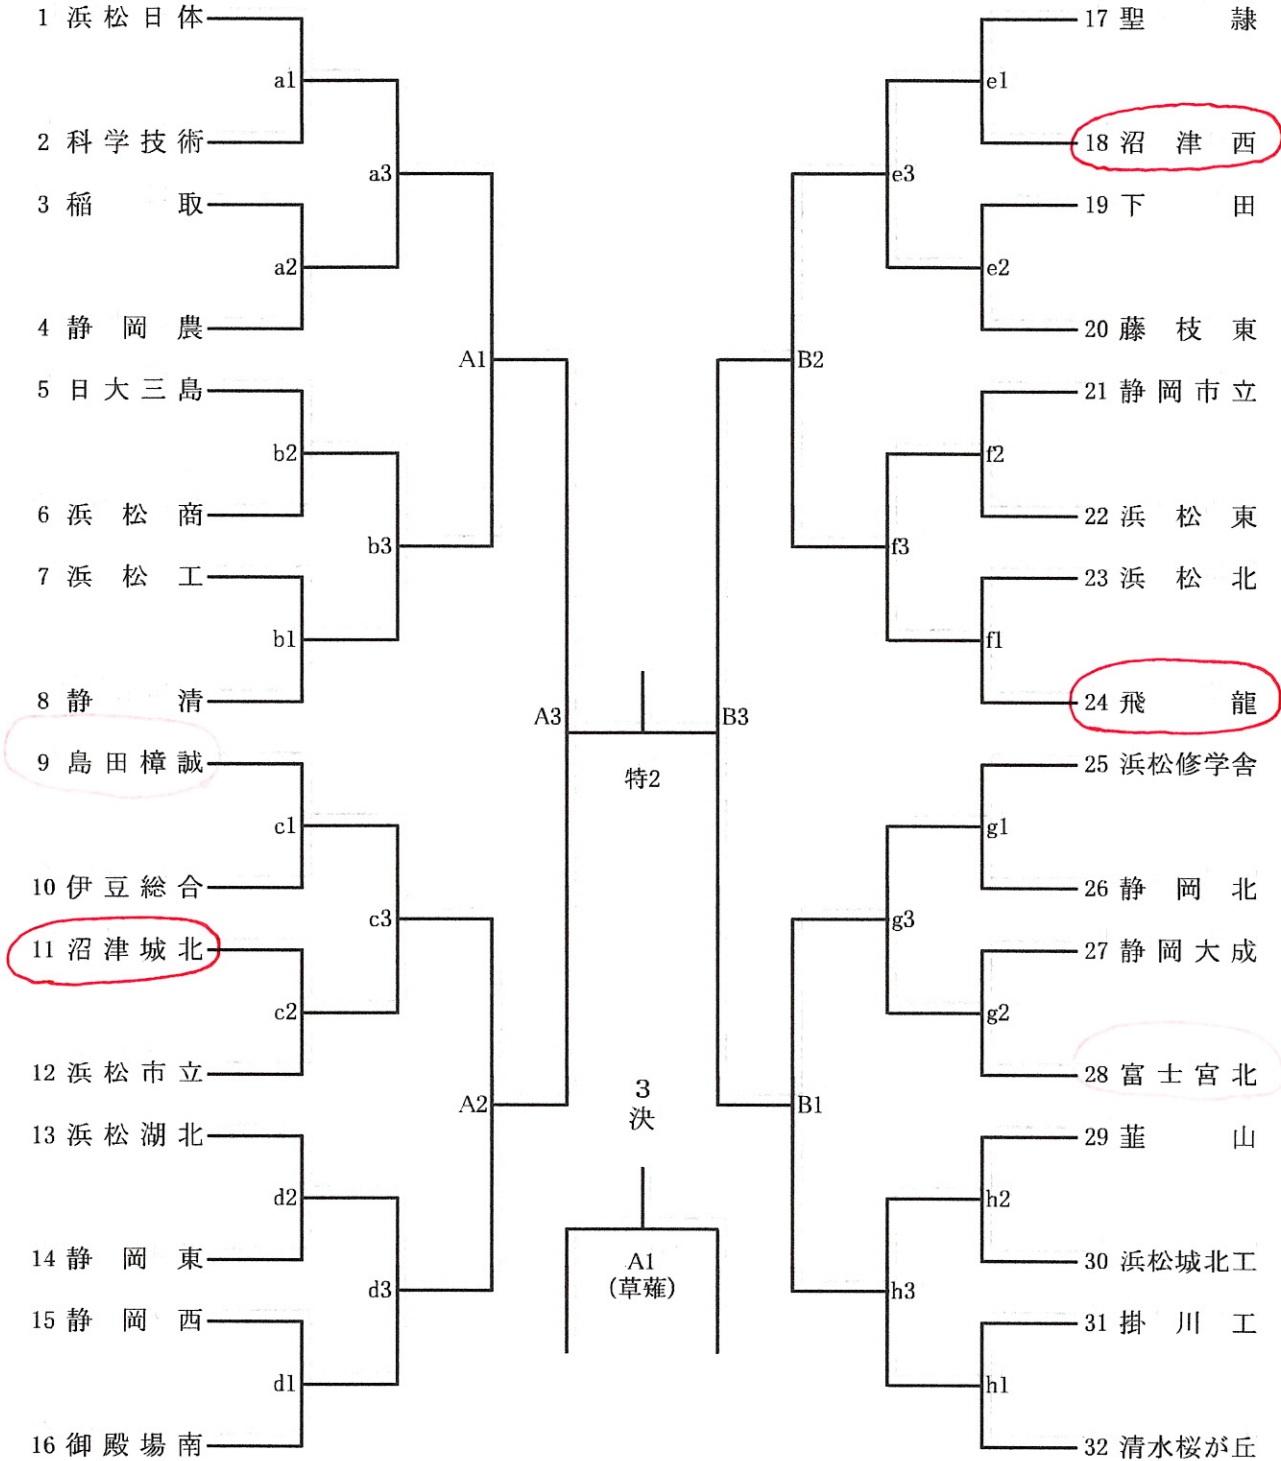 1 浜松日体
a1
2 科学技術
a3
3 稲取
a2
4 静岡農
A1
5 日大三島
b2
6 浜松商
b3
7 浜松工
b1
8 静清
A3
9 島田樟誠
c1
10 伊豆総合
c3
11 沼津城北
c2
12 浜松市立
A2
13 浜松湖北
d2
14 静岡東
d3
15 静岡西
d1
16 御殿場南
特2
3
決
A1
(草薙)
17 聖隷
e1
18 沼津西
e3
19 下田
e2
20 藤枝東
B2
21 静岡市立
f2
22 浜松東
f3
23 浜松北
f1
24 飛龍
B3
25 浜松修学舎
g1
26 静岡北
g3
27 静岡大成
g2
28 富士宮北
B1
29 韮山
h2
30 浜松城北工
h3
31 掛川工
h1
32 清水桜が丘